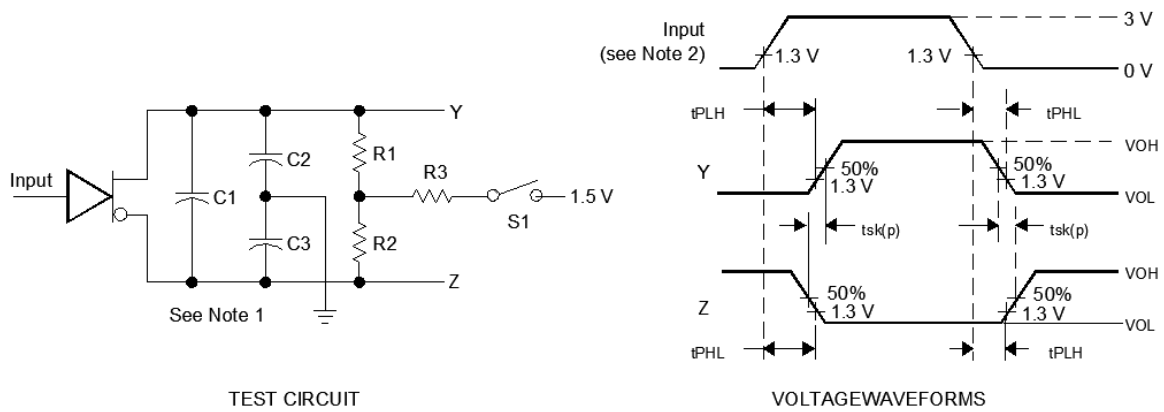 Input
C1
C2
C3
R1
R2
R3
S1
1.5 V
Y
Z
See Note 1
TEST CIRCUIT
Input
(see Note 2)
1.3 V
1.3 V
3 V
0 V
tPLH
tPHL
Y
50%
1.3 V
50%
1.3 V
VOH
VOL
tsk(p)
tsk(p)
Z
50%
1.3 V
50%
1.3 V
VOH
VOL
tPHL
tPLH
VOLTAGEWAVEFORMS